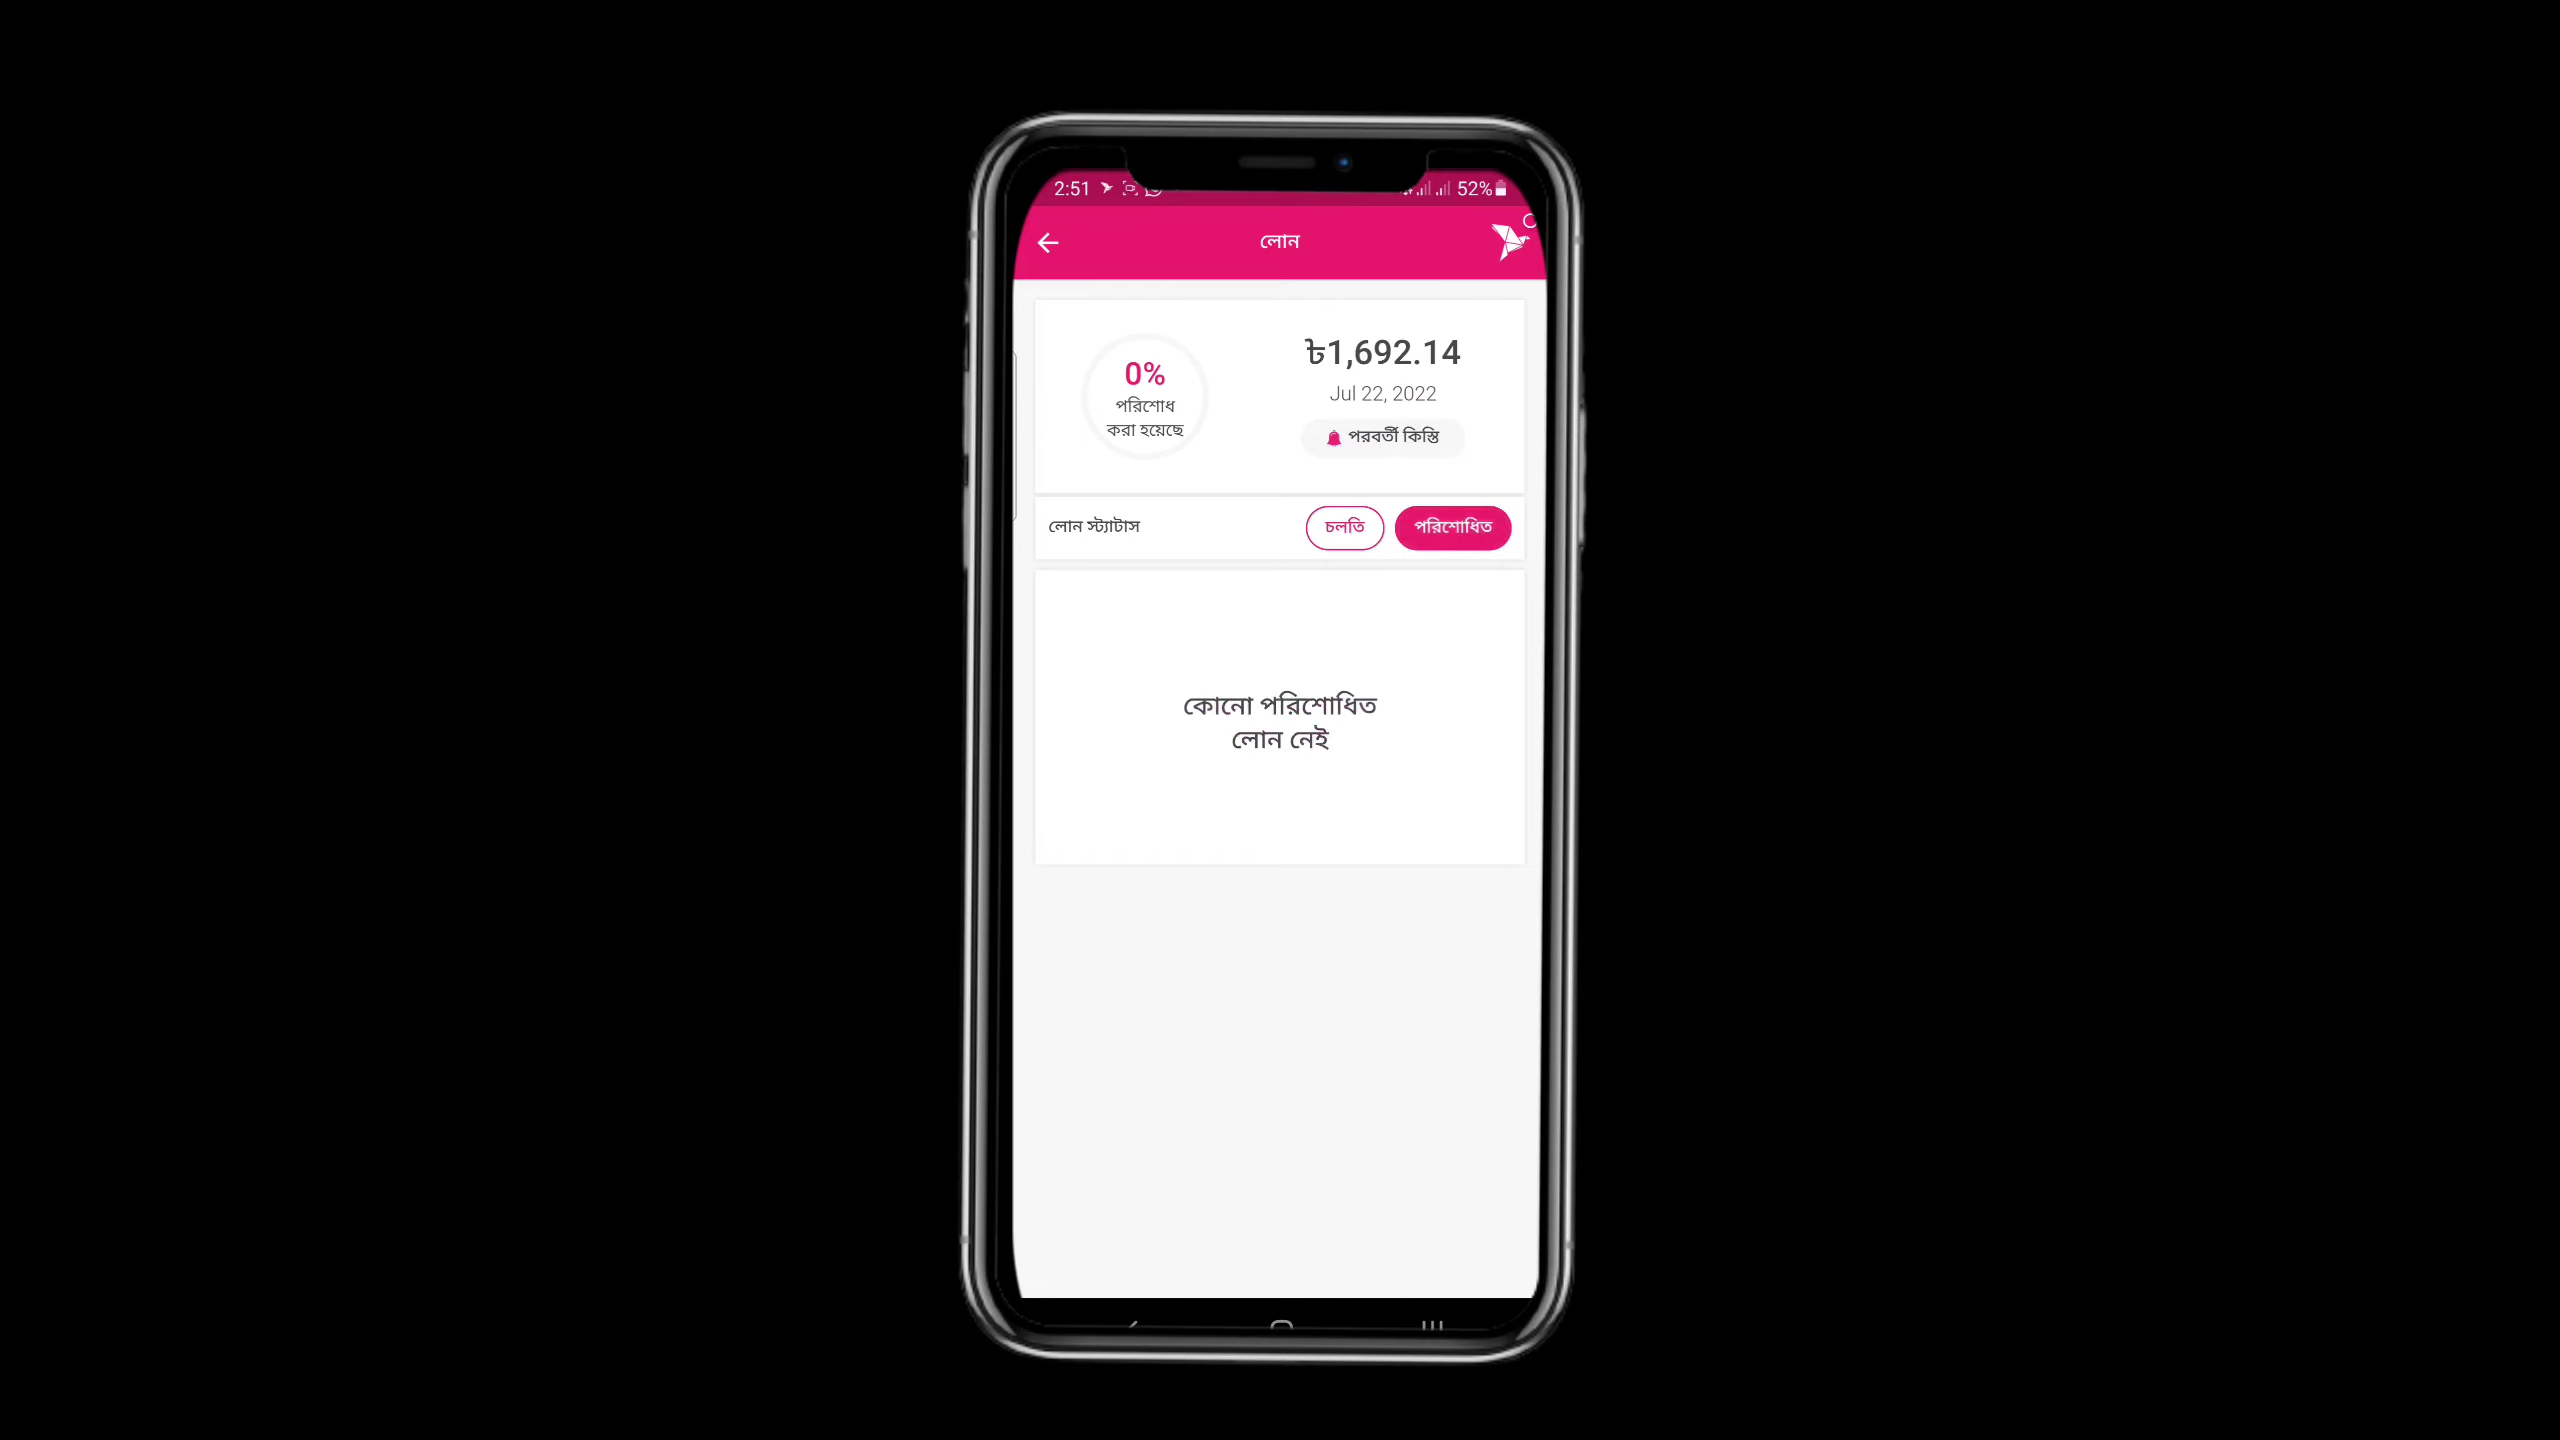 2:51
52%
লোন
0%
পরিশোধ
করা হয়েছে
৳1,692.14
Jul 22, 2022
পরবর্তী কিস্তি
লোন স্ট্যাটাস
চলতি
পরিশোধিত
কোনো পরিশোধিত
লোন নেই